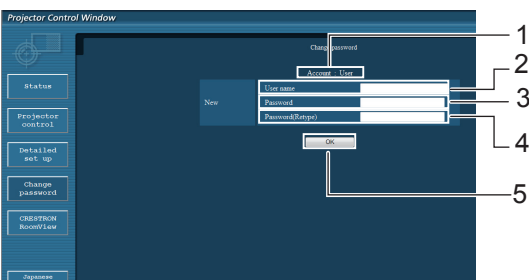 Projector Control Window
Change password
Account : User
New
User name
Password
Password(Retype)
OK
Status
Projector
control
Detailed
set up
Change
password
CRESTRON
RoomView
Japanese
1
2
3
4
5